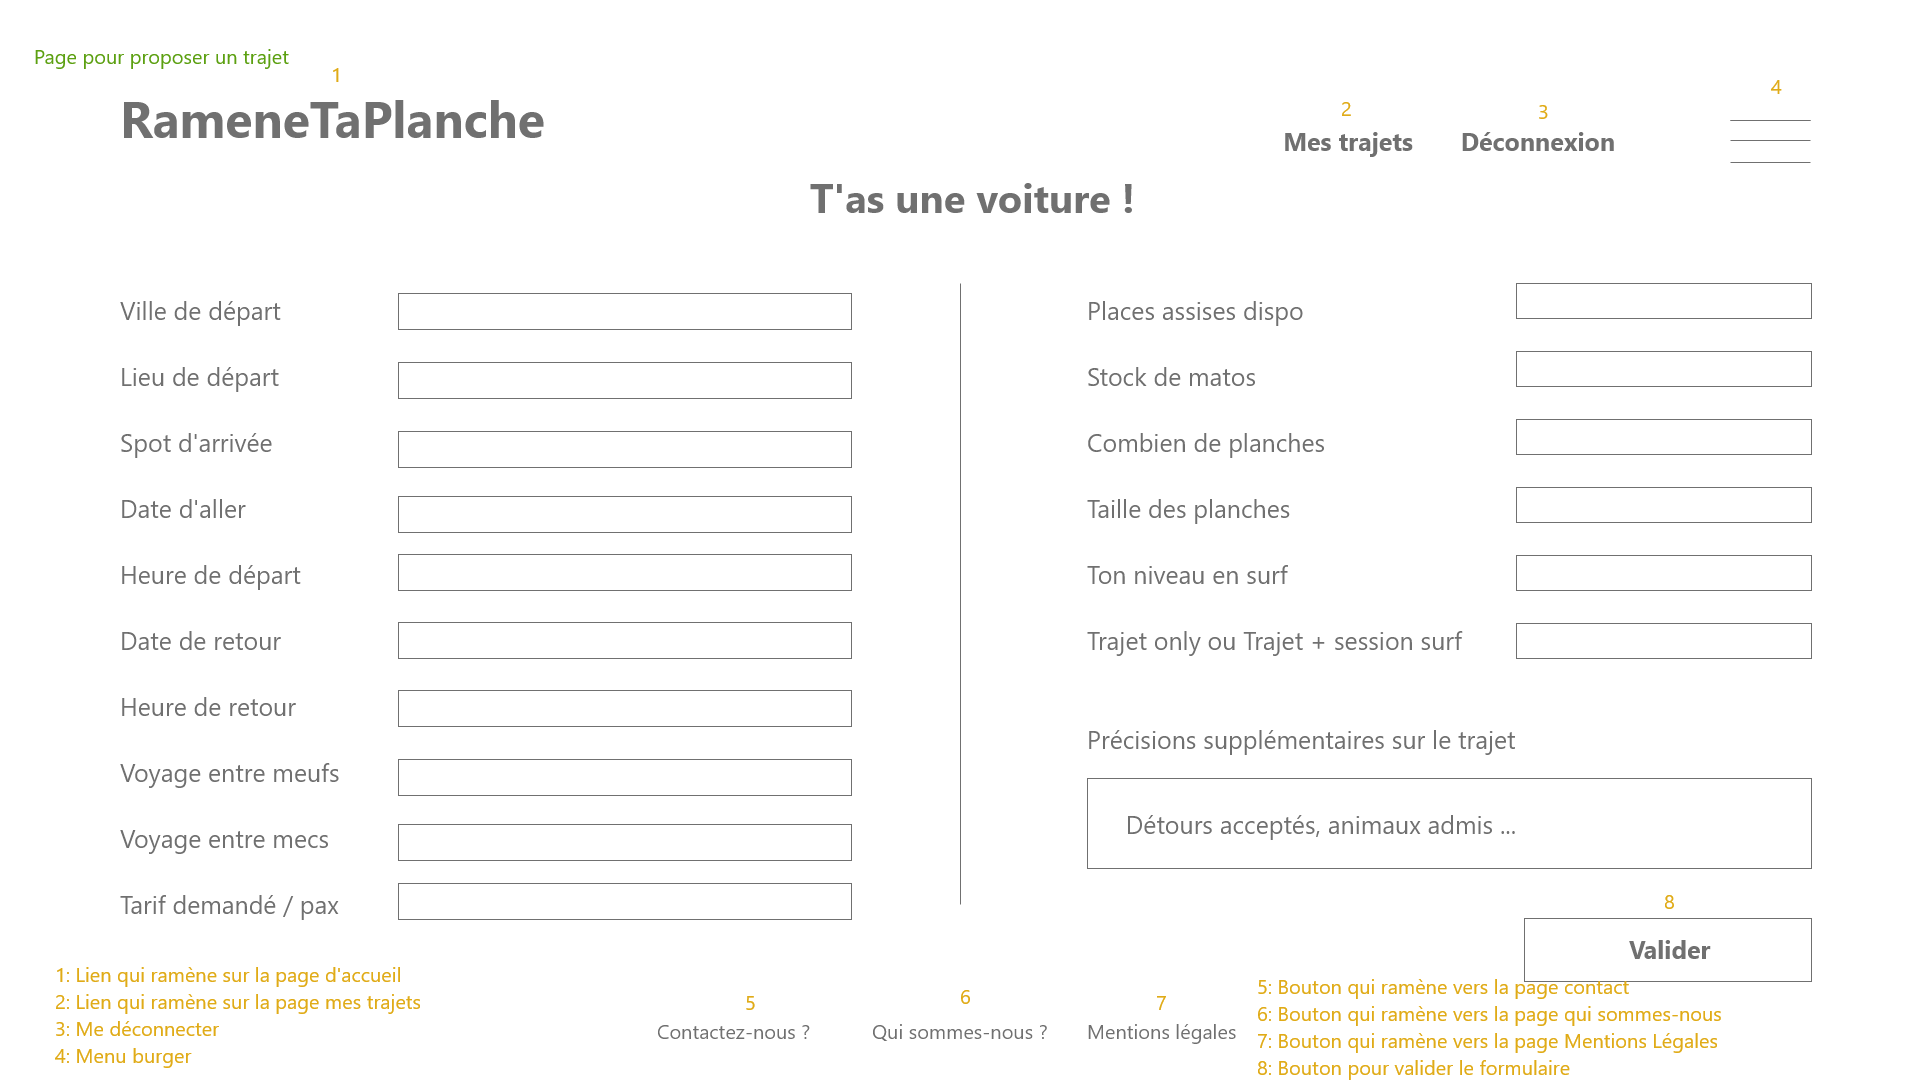 Page pour proposer un trajet
1
RameneTaPlanche
2
Mes trajets
3
Déconnexion
4
T'as une voiture !
Ville de départ
Lieu de départ
Spot d'arrivée
Date d'aller
Heure de départ
Date de retour
Heure de retour
Voyage entre meufs
Voyage entre mecs
Tarif demandé / pax
Places assises dispo
Stock de matos
Combien de planches
Taille des planches
Ton niveau en surf
Trajet only ou Trajet + session surf
Précisions supplémentaires sur le trajet
Détours acceptés, animaux admis ...
8
Valider
1: Lien qui ramène sur la page d'accueil
2: Lien qui ramène sur la page mes trajets
3: Me déconnecter
4: Menu burger
5
Contactez-nous ?
6
Qui sommes-nous ?
7
Mentions légales
5: Bouton qui ramène vers la page contact
6: Bouton qui ramène vers la page qui sommes-nous
7: Bouton qui ramène vers la page Mentions Légales
8: Bouton pour valider le formulaire